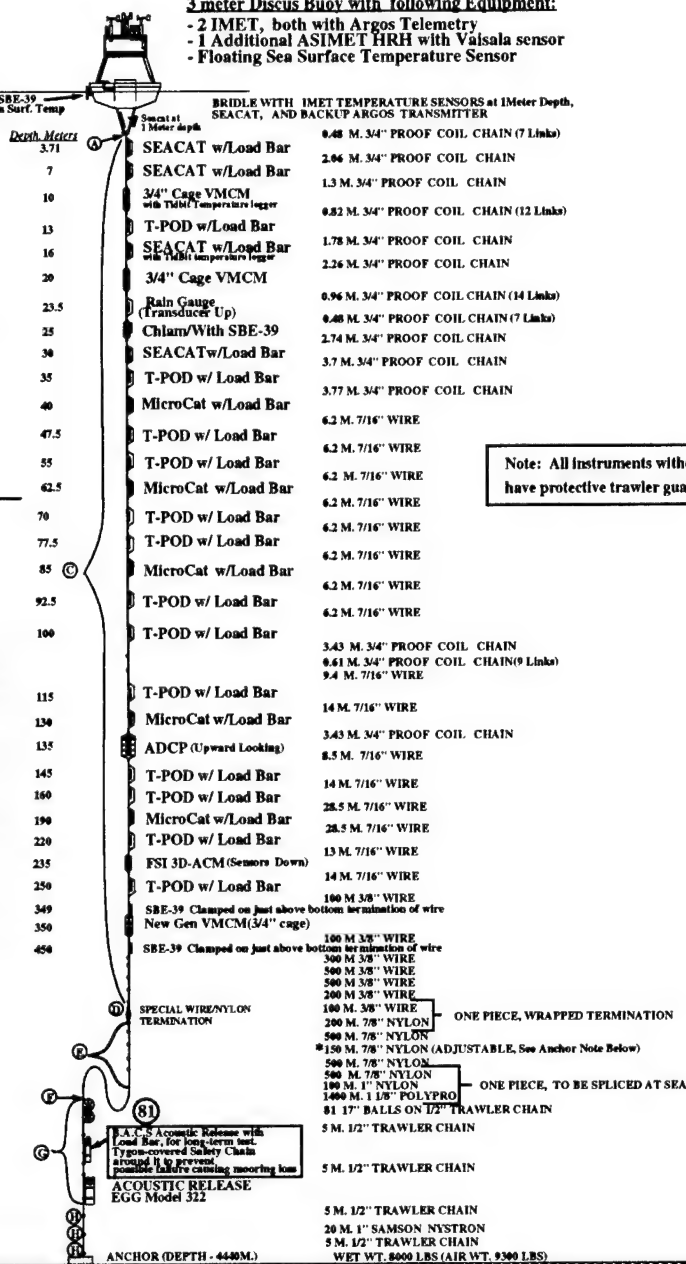 3 meter Discus Buoy with following Equipment:
- 2 IMET, both with Argos Telemetry
- 1 Additional ASIMET HRH with Vaisala sensor
- Floating Sea Surface Temperature Sensor
SBE-39
Surf. Temp
Seacat at
1 Meter depth
BRIDLE WITH IMET TEMPERATURE SENSORS at 1Meter Depth,
SEACAT, AND BACKUP ARGOS TRANSMITTER
Depth, Meters
A
0.48 M. 3/4" PROOF COIL CHAIN (7 Links)
3.71 SEACAT w/Load Bar
2.06 M. 3/4" PROOF COIL CHAIN
7 SEACAT w/Load Bar
1.3 M. 3/4" PROOF COIL CHAIN
10 3/4" Cage VMCM
with Tidbit Temperature logger
0.82 M. 3/4" PROOF COIL CHAIN (12 Links)
13 T-POD w/Load Bar
1.78 M. 3/4" PROOF COIL CHAIN
16 SEACAT w/Load Bar
with TidBit temperature logger
2.26 M. 3/4" PROOF COIL CHAIN
20 3/4" Cage VMCM
0.96 M. 3/4" PROOF COIL CHAIN (14 Links)
23.5 Rain Gauge
(Transducer Up)
0.48 M. 3/4" PROOF COIL CHAIN (7 Links)
25 Chlam/With SBE-39
2.74 M. 3/4" PROOF COIL CHAIN
30 SEACATw/Load Bar
3.7 M. 3/4" PROOF COIL CHAIN
35 T-POD w/ Load Bar
3.77 M. 3/4" PROOF COIL CHAIN
40 MicroCat w/Load Bar
6.2 M. 7/16" WIRE
47.5 T-POD w/ Load Bar
6.2 M. 7/16" WIRE
55 T-POD w/ Load Bar
6.2 M. 7/16" WIRE
Note: All instruments with
have protective trawler
62.5 MicroCat w/Load Bar
6.2 M. 7/16" WIRE
70 T-POD w/ Load Bar
6.2 M. 7/16" WIRE
77.5 T-POD w/ Load Bar
6.2 M. 7/16" WIRE
85 C MicroCat w/Load Bar
6.2 M. 7/16" WIRE
92.5 T-POD w/ Load Bar
6.2 M. 7/16" WIRE
100 T-POD w/ Load Bar
3.43 M. 3/4" PROOF COIL CHAIN
0.61 M. 3/4" PROOF COIL CHAIN(9 Links)
9.4 M. 7/16" WIRE
115 T-POD w/ Load Bar
14 M. 7/16" WIRE
130 MicroCat w/Load Bar
3.43 M. 3/4" PROOF COIL CHAIN
135 ADCP (Upward Looking)
8.5 M. 7/16" WIRE
145 T-POD w/ Load Bar
14 M. 7/16" WIRE
160 T-POD w/ Load Bar
28.5 M. 7/16" WIRE
190 MicroCat w/Load Bar
28.5 M. 7/16" WIRE
220 T-POD w/ Load Bar
13 M. 7/16" WIRE
235 FSI 3D-ACM (Sensors Down)
14 M. 7/16" WIRE
250 T-POD w/ Load Bar
100 M 3/8" WIRE
349 SBE-39 Clamped on just above bottom termination of wire
350 New Gen VMCM(3/4" cage)
100 M 3/8" WIRE
450 SBE-39 Clamped on just above bottom termination of wire
300 M 3/8" WIRE
500 M 3/8" WIRE
500 M 3/8" WIRE
200 M 3/8" WIRE
D SPECIAL WIRE/NYLON
TERMINATION
100 M. 3/8" WIRE
200 M. 7/8" NYLON
ONE PIECE, WRAPPED TERMINATION
500 M. 7/8" NYLON
*150 M. 7/8" NYLON (ADJUSTABLE, See Anchor Note Below)
E
500 M. 7/8" NYLON
500 M. 7/8" NYLON
100 M. 1" NYLON
1400 M. 1 1/8" POLYPRO
ONE PIECE, TO BE SPLICED AT SEA
F
81 17" BALLS ON 1/2" TRAWLER CHAIN
81
5 M. 1/2" TRAWLER CHAIN
G
B.A.C.S Acoustic Release with
Load Bar, for long-term test.
Tygon-covered Safety Chain
around it to prevent
possible failure causing mooring loss
5 M. 1/2" TRAWLER CHAIN
ACOUSTIC RELEASE
EGG Model 322
5 M. 1/2" TRAWLER CHAIN
H
20 M. 1" SAMSON NYSTRON
H
5 M. 1/2" TRAWLER CHAIN
H
ANCHOR (DEPTH - 4440M.)
WET WT. 8000 LBS (AIR WT. 9300 LBS)